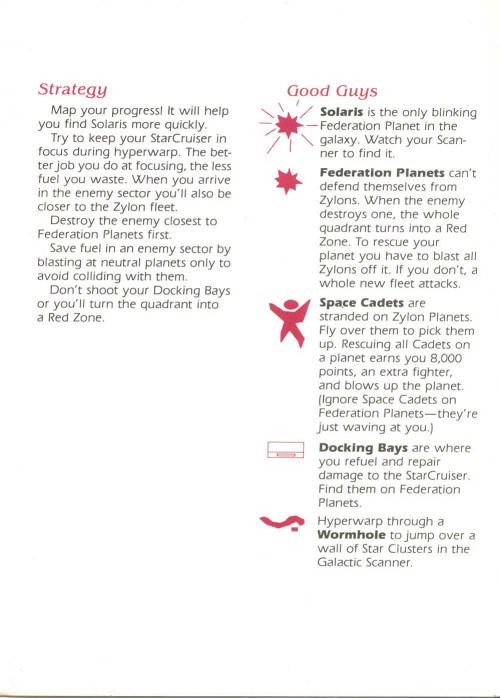 Strategy
Map your progress! It will help
you find Solaris more quickly.
Try to keep your StarCruiser in
focus during hyperwarp. The bet-
ter job you do at focusing, the less
fuel you waste. When you arrive
in the enemy sector you'll also be
closer to the Zylon fleet.
Destroy the enemy closest to
Federation Planets first.
Save fuel in an enemy sector by
blasting at neutral planets only to
avoid colliding with them.
Don't shoot your Docking Bays
or you'll turn the quadrant into
a Red Zone.
Good Guys
Solaris is the only blinking
Federation Planet in the
galaxy. Watch your Scan-
ner to find it.
Federation Planets can't
defend themselves from
Zylons. When the enemy
destroys one, the whole
quadrant turns into a Red
Zone. To rescue your
planet you have to blast all
Zylons off it. If you don't, a
whole new fleet attacks.
Space Cadets are
stranded on Zylon Planets.
Fly over them to pick them
up. Rescuing all Cadets on
a planet earns you 8,000
points, an extra fighter,
and blows up the planet.
(Ignore Space Cadets on
Federation Planets—they're
just waving at you.)
Docking Bays are where
you refuel and repair
damage to the StarCruiser.
Find them on Federation
Planets.
Hyperwarp through a
Wormhole to jump over a
wall of Star Clusters in the
Galactic Scanner.